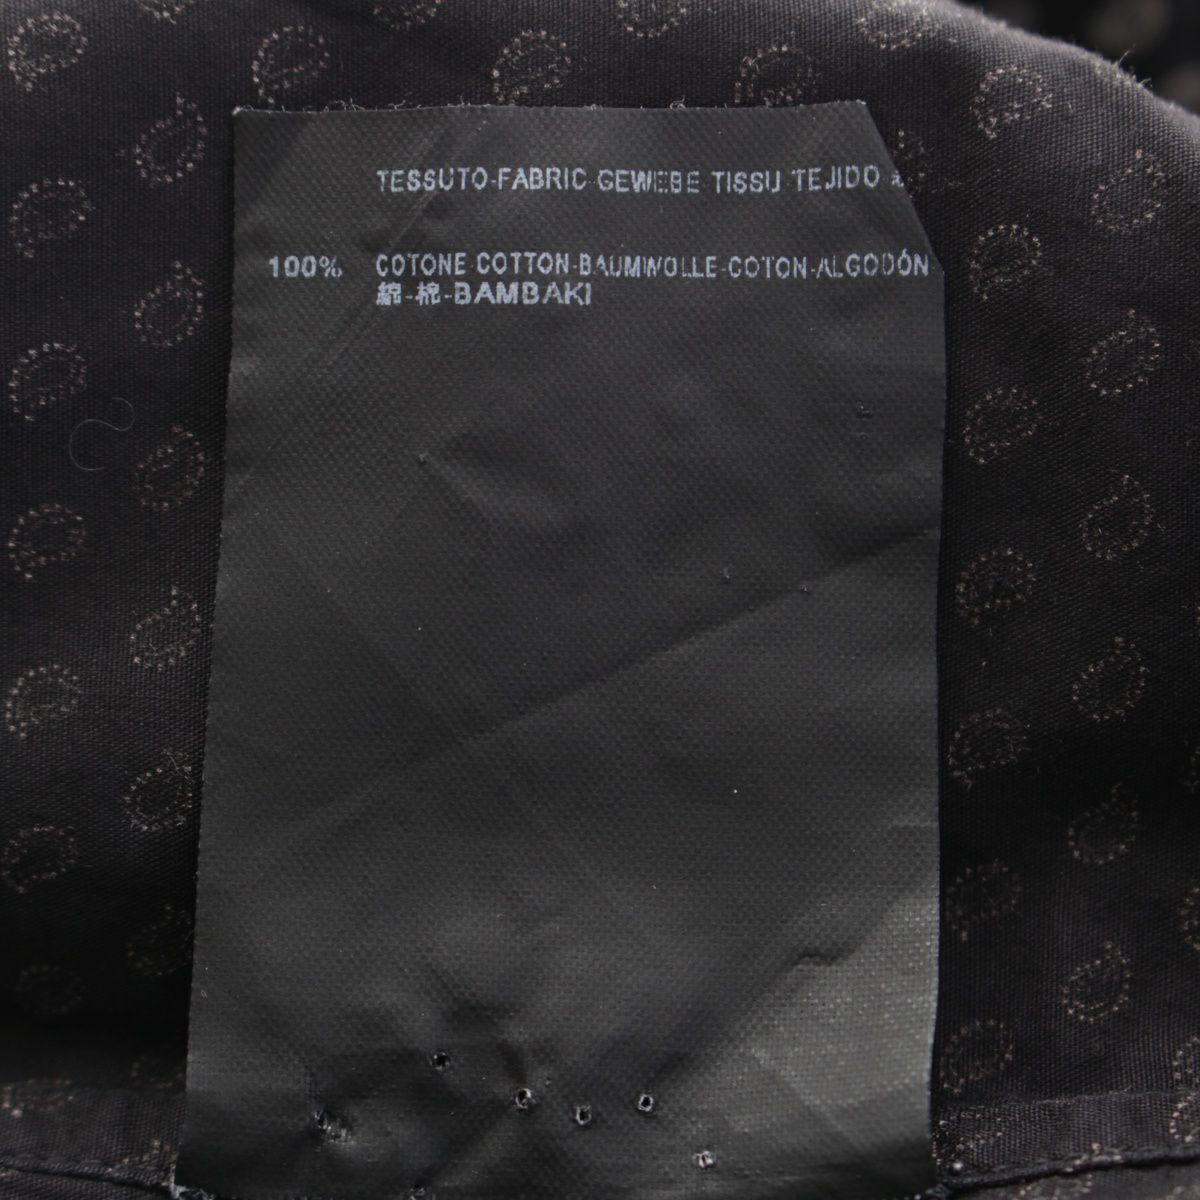 TESSUTO-FABRIC-GEWEBE TISSU TEJIDO
100% COTONE COTTON-BAUMWOLLE-COTON-ALGODÓN
綿-棉-BAMBAKI